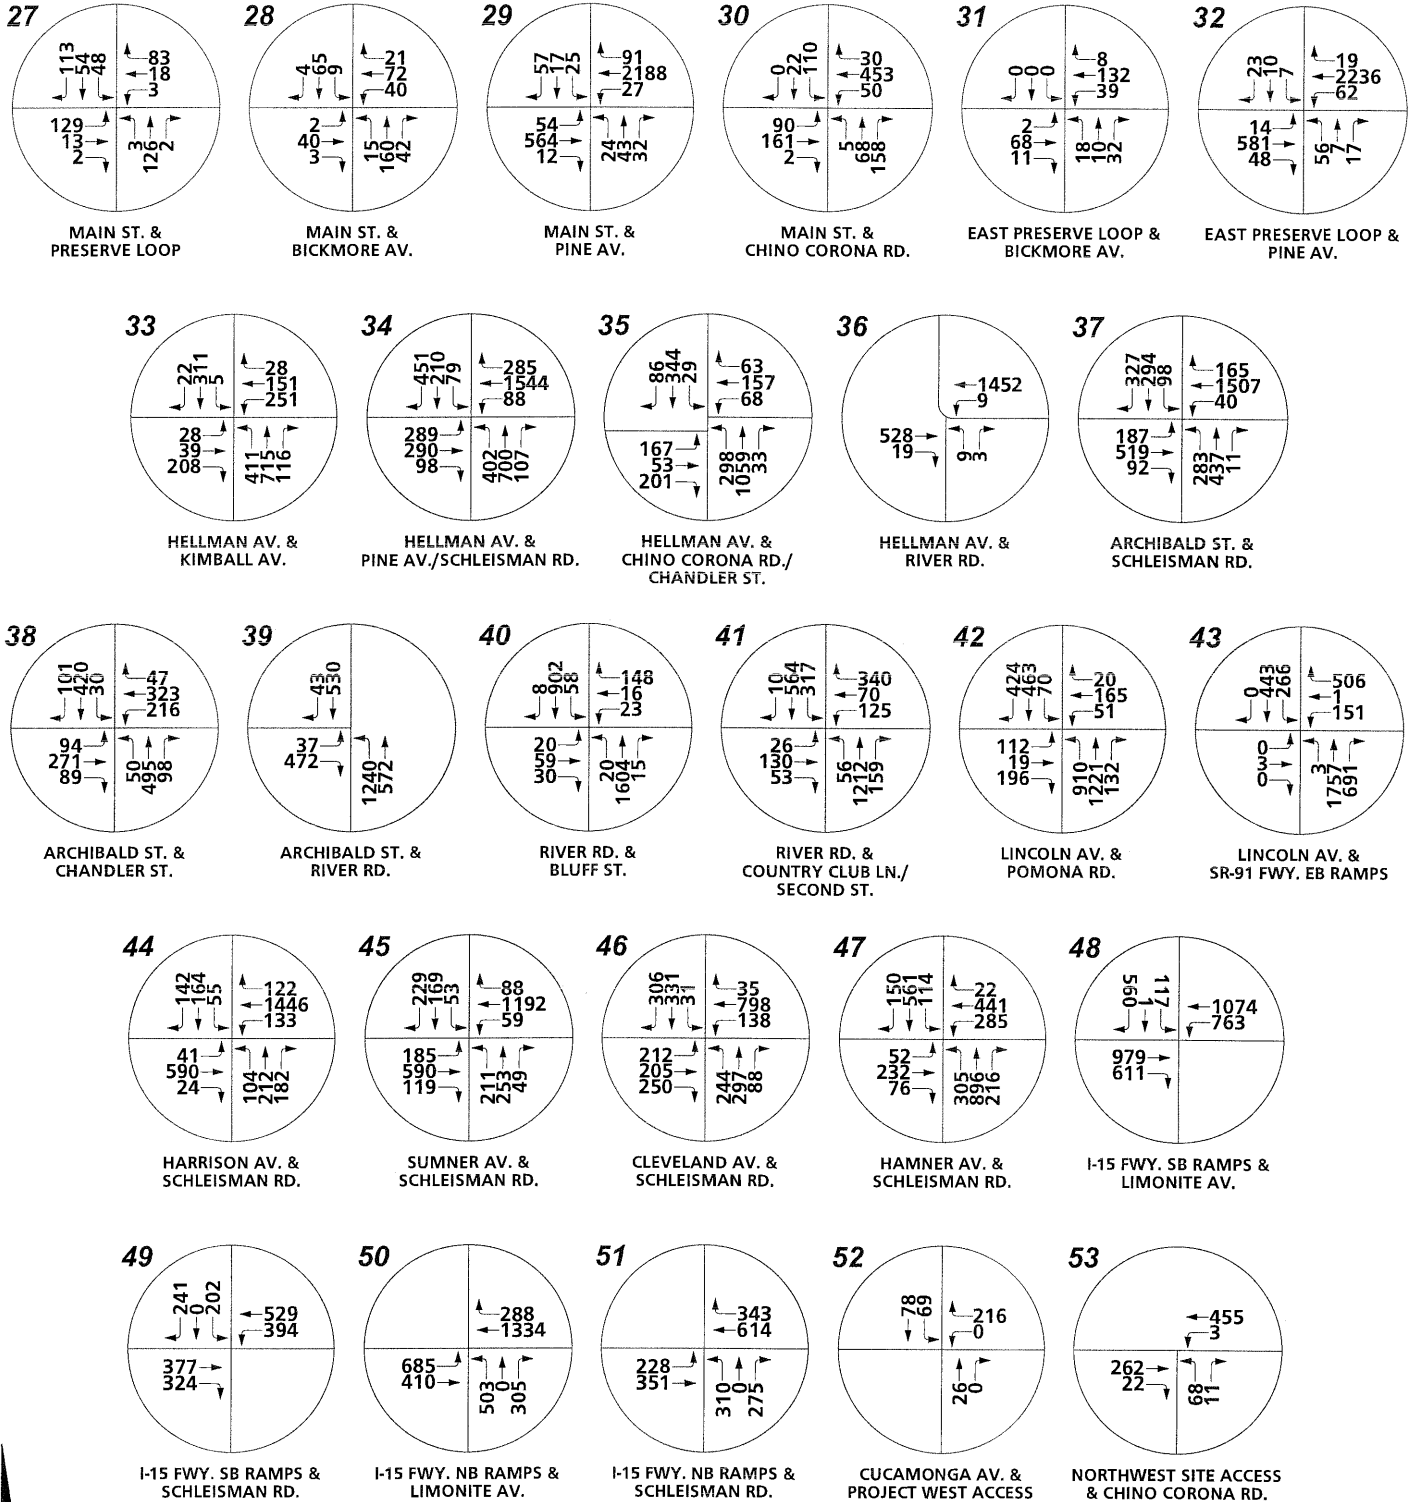 27
113 54 48
83
18
3
129
13
2
3 126 2
MAIN ST. &
PRESERVE LOOP
28
4 65 9
21
72
40
2
40
3
15 160 42
MAIN ST. &
BICKMORE AV.
29
57 17 25
91
2188
27
54
564
12
24 43 32
MAIN ST. &
PINE AV.
30
0 22 110
30
453
50
90
161
2
5 68 158
MAIN ST. &
CHINO CORONA RD.
31
0 0 0
8
132
39
2
68
11
18 10 32
EAST PRESERVE LOOP &
BICKMORE AV.
32
23 10 7
19
2236
62
14
581
48
56 7 17
EAST PRESERVE LOOP &
PINE AV.
33
22 311 5
28
151
251
28
39
208
411 715 116
HELLMAN AV. &
KIMBALL AV.
34
451 210 79
285
1544
88
289
290
98
402 700 107
HELLMAN AV. &
PINE AV./SCHLEISMAN RD.
35
86 344 29
63
157
68
167
53
201
298 1059 33
HELLMAN AV. &
CHINO CORONA RD./
CHANDLER ST.
36
1452
9
528
19
9 3
HELLMAN AV. &
RIVER RD.
37
327 294 98
165
1507
40
187
519
92
283 437 11
ARCHIBALD ST. &
SCHLEISMAN RD.
38
101 420 30
47
323
216
94
271
89
50 495 98
ARCHIBALD ST. &
CHANDLER ST.
39
43 530
37
472
1240 572
ARCHIBALD ST. &
RIVER RD.
40
8 902 58
148
16
23
20
59
30
20 1604 15
RIVER RD. &
BLUFF ST.
41
10 564 317
340
70
125
26
130
53
56 1212 159
RIVER RD. &
COUNTRY CLUB LN./
SECOND ST.
42
424 463 70
20
165
51
112
19
196
910 1221 132
LINCOLN AV. &
POMONA RD.
43
0 443 266
506
1
151
0
3
0
3 1757 691
LINCOLN AV. &
SR-91 FWY. EB RAMPS
44
142 164 55
122
1446
133
41
590
24
104 212 182
HARRISON AV. &
SCHLEISMAN RD.
45
229 169 53
88
1192
59
185
590
119
211 253 49
SUMNER AV. &
SCHLEISMAN RD.
46
306 331 31
35
798
138
212
205
250
244 297 88
CLEVELAND AV. &
SCHLEISMAN RD.
47
150 561 114
22
441
285
52
232
76
305 896 216
HAMNER AV. &
SCHLEISMAN RD.
48
560 1 117
1074
763
979
611
I-15 FWY. SB RAMPS &
LIMONITE AV.
49
241 0 202
529
394
377
324
I-15 FWY. SB RAMPS &
SCHLEISMAN RD.
50
288
1334
685
410
503 0 305
I-15 FWY. NB RAMPS &
LIMONITE AV.
51
343
614
228
351
310 0 275
I-15 FWY. NB RAMPS &
SCHLEISMAN RD.
52
78 69
216
0
26 0
CUCAMONGA AV. &
PROJECT WEST ACCESS
53
455
3
262
22
68 11
NORTHWEST SITE ACCESS
& CHINO CORONA RD.